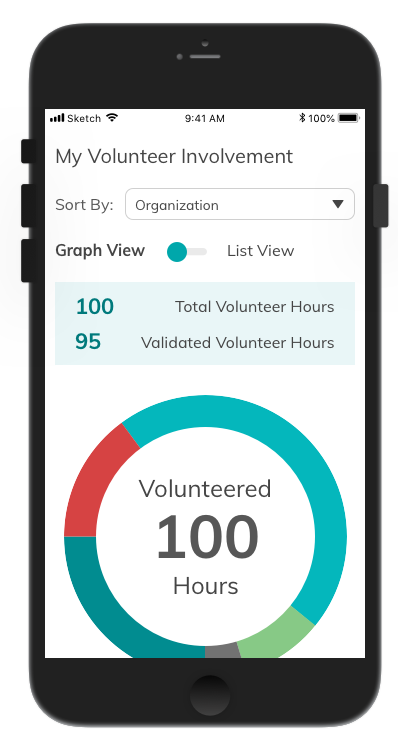 Sketch 9:41 AM 100%
My Volunteer Involvement
Sort By: Organization
Graph View List View
100 Total Volunteer Hours
95 Validated Volunteer Hours
Volunteered
100
Hours